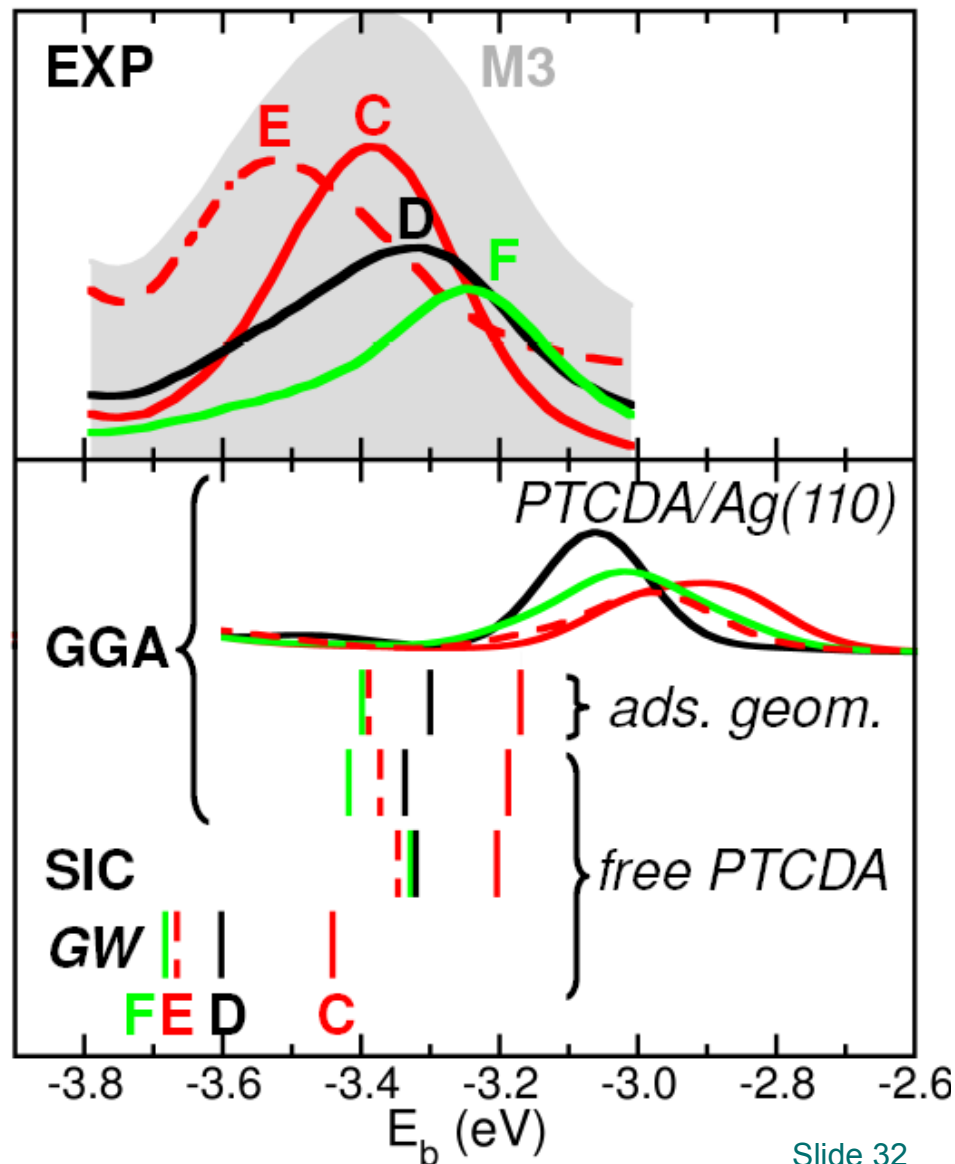 EXP M3
E C
D
F
PTCDA/Ag(110)
GGA
ads. geom.
SIC
free PTCDA
GW
F E D C
-3.8 -3.6 -3.4 -3.2 -3.0 -2.8 -2.6
E_b (eV)
Slide 32